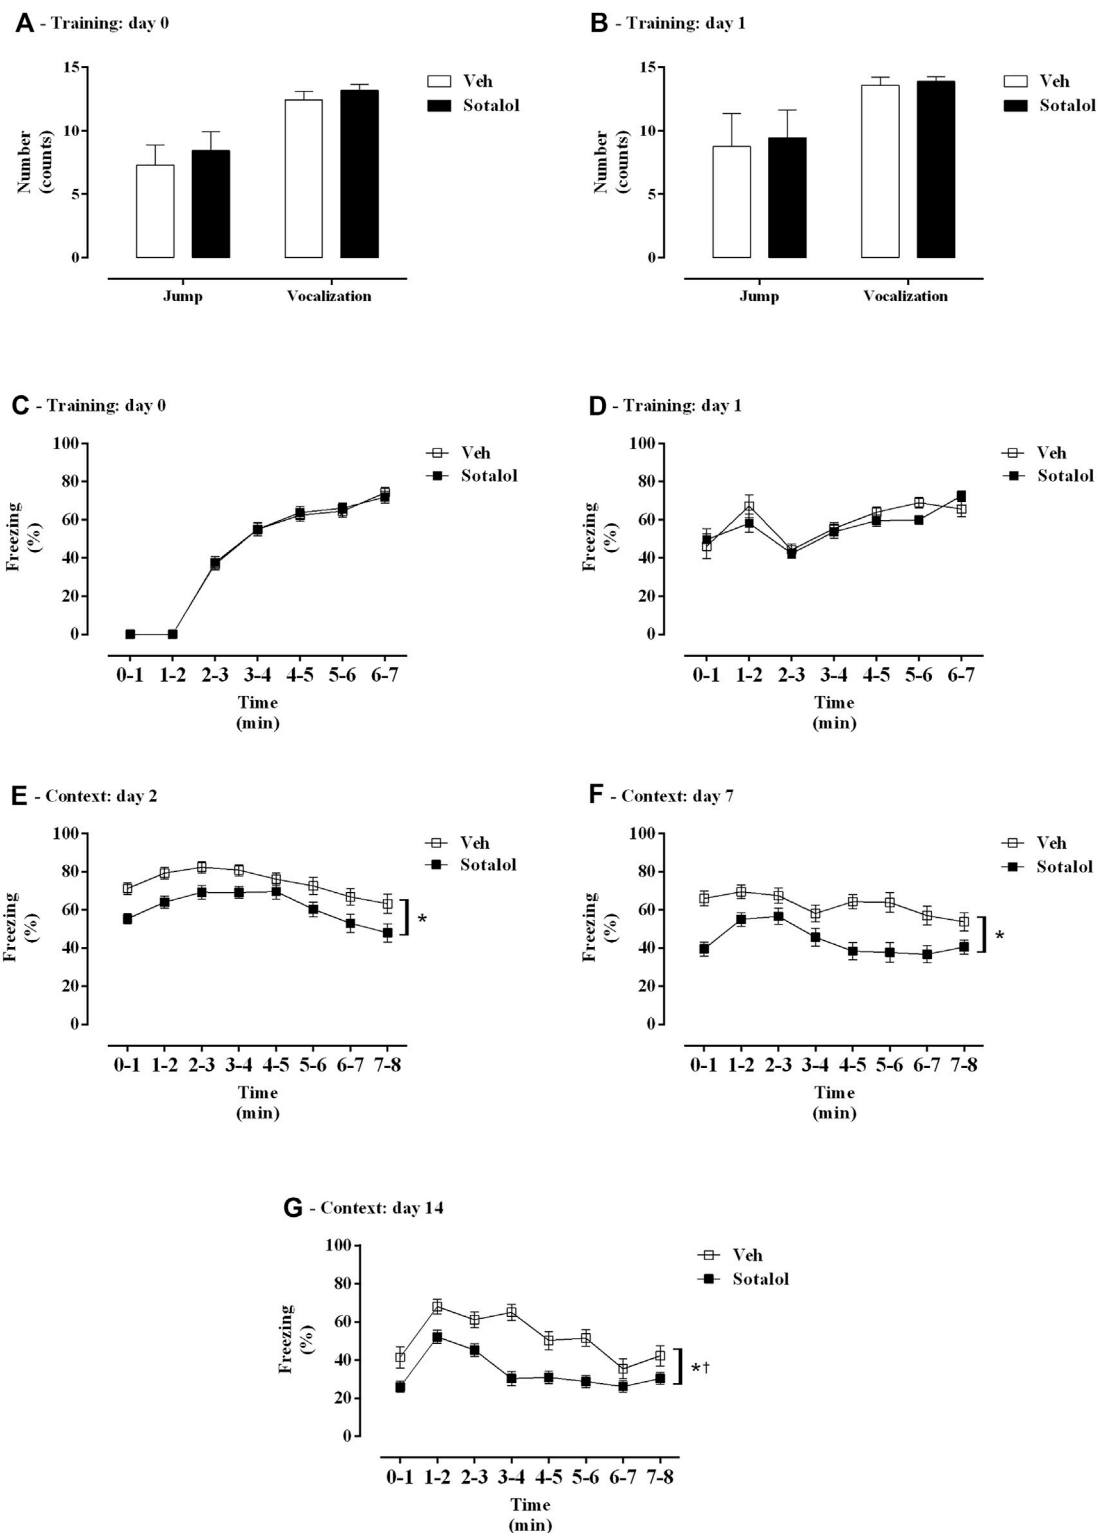 A - Training: day 0
B - Training: day 1
15
10
5
0
Number
(counts)
Veh
Sotalol
Jump
Vocalization
15
10
5
0
Number
(counts)
Veh
Sotalol
Jump
Vocalization
C - Training: day 0
D - Training: day 1
100
80
60
40
20
0
Freezing
(%)
Veh
Sotalol
0-1 1-2 2-3 3-4 4-5 5-6 6-7
Time
(min)
100
80
60
40
20
0
Freezing
(%)
Veh
Sotalol
0-1 1-2 2-3 3-4 4-5 5-6 6-7
Time
(min)
E - Context: day 2
F - Context: day 7
100
80
60
40
20
0
Freezing
(%)
Veh
Sotalol
*
0-1 1-2 2-3 3-4 4-5 5-6 6-7 7-8
Time
(min)
100
80
60
40
20
0
Freezing
(%)
Veh
Sotalol
*
0-1 1-2 2-3 3-4 4-5 5-6 6-7 7-8
Time
(min)
G - Context: day 14
100
80
60
40
20
0
Freezing
(%)
Veh
Sotalol
*†
0-1 1-2 2-3 3-4 4-5 5-6 6-7 7-8
Time
(min)